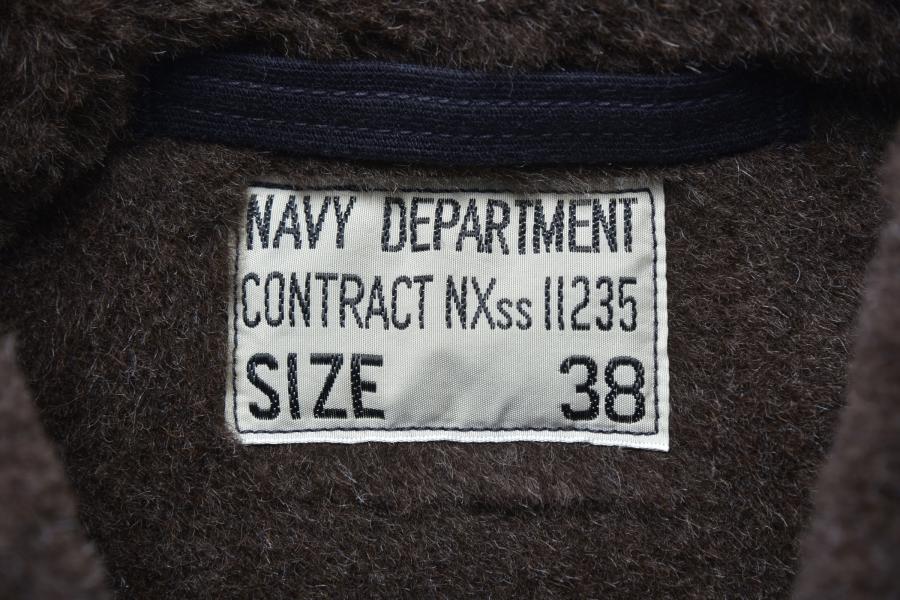 NAVY DEPARTMENT
CONTRACT NXss 11235
SIZE 38